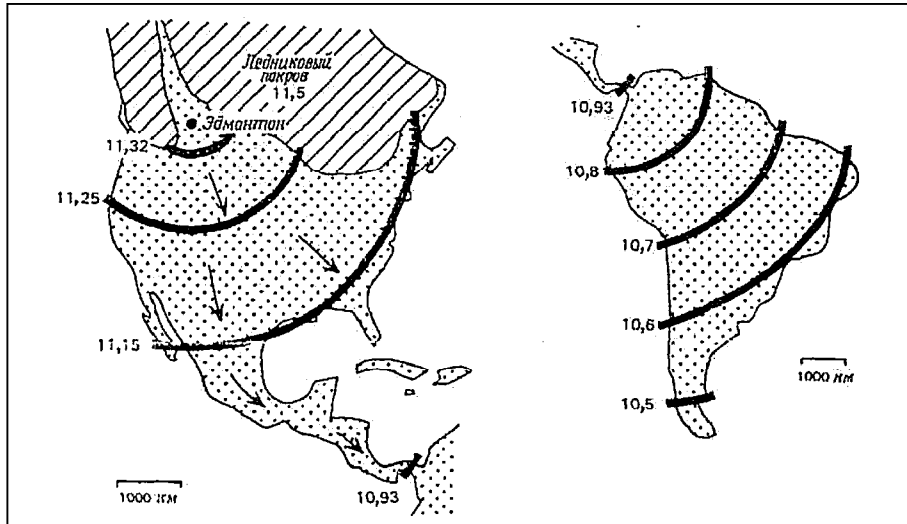 Ледниковый
покров
11,5
Эдмонтон
11,32
11,25
11,15
1000 км
10,93
10,93
10,8
10,7
10,6
10,5
1000 км